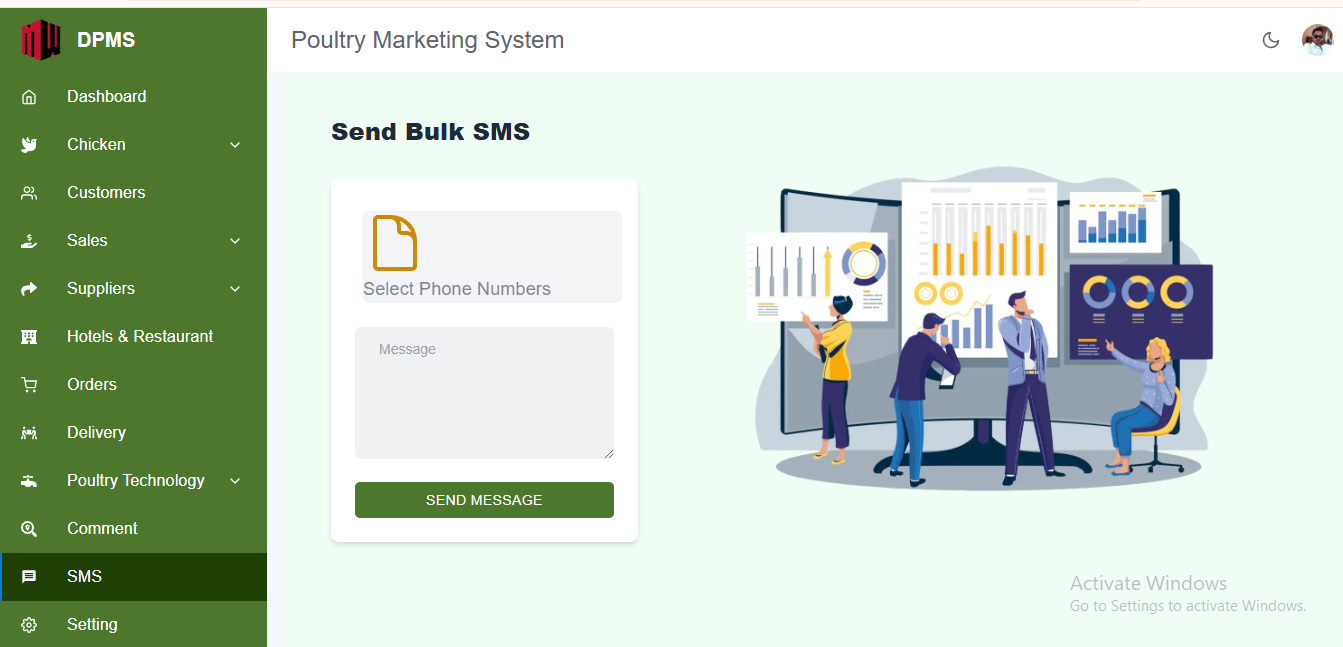 DPMS
Poultry Marketing System
Dashboard
Chicken
Customers
Sales
Suppliers
Hotels & Restaurant
Orders
Delivery
Poultry Technology
Comment
SMS
Setting
Send Bulk SMS
Select Phone Numbers
Message
SEND MESSAGE
Activate Windows
Go to Settings to activate Windows.